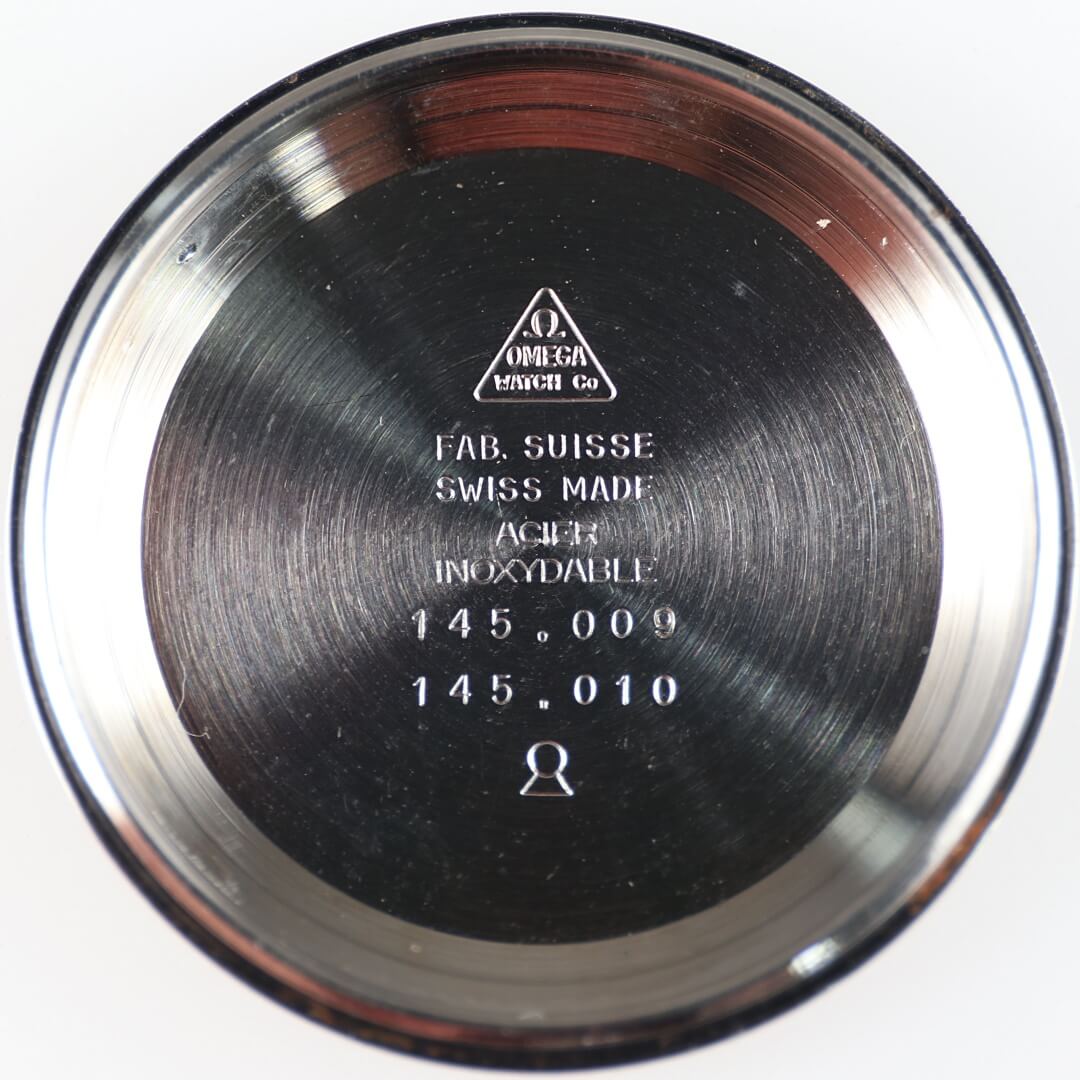 Ω
OMEGA
WATCH Co
FAB. SUISSE
SWISS MADE
ACIER
INOXYDABLE
145.009
145.010